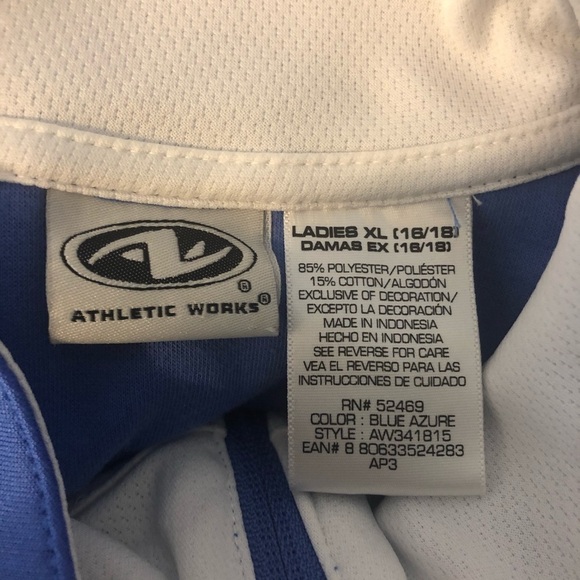 ATHLETIC WORKS®
LADIES XL (16/18)
DAMAS EX (16/18)
85% POLYESTER/POLIÉSTER
15% COTTON/ALGODÓN
EXCLUSIVE OF DECORATION/
EXCEPTO LA DECORACIÓN
MADE IN INDONESIA
HECHO EN INDONESIA
SEE REVERSE FOR CARE
VEA EL REVERSO PARA LAS
INSTRUCCIONES DE CUIDADO
RN# 52469
COLOR : BLUE AZURE
STYLE : AW341815
EAN# 8 80633524283
AP3